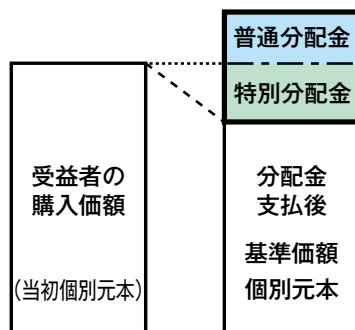 普通分配金
特別分配金
受益者の
購入価額
(当初個別元本)
分配金
支払後
基準価額
個別元本